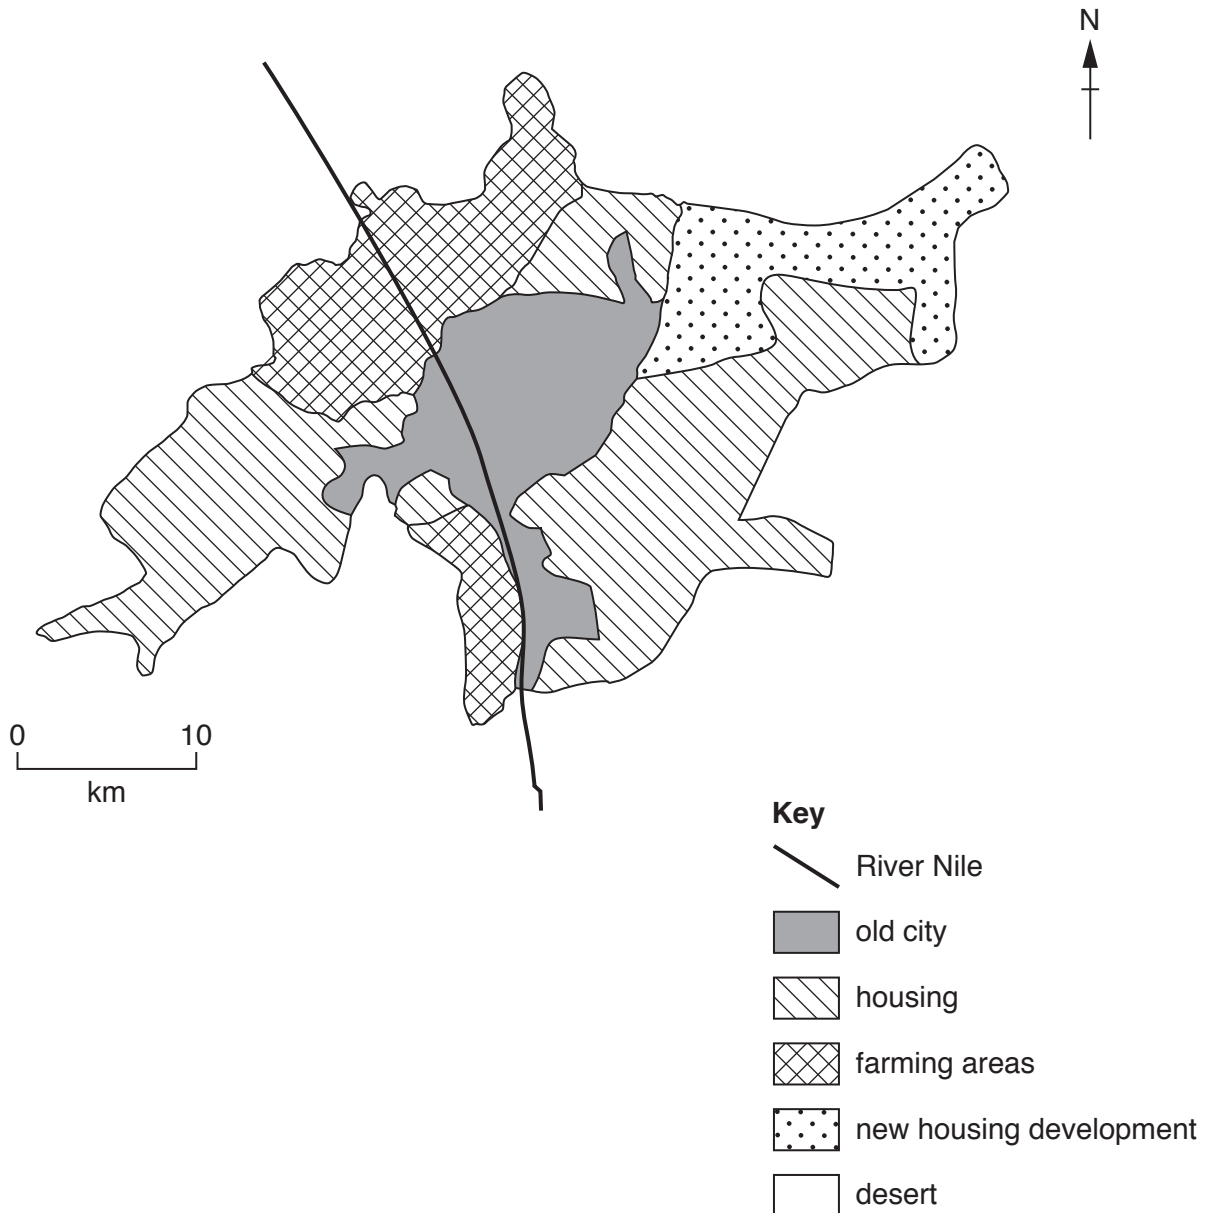 N
0 10
km
Key
River Nile
old city
housing
farming areas
new housing development
desert